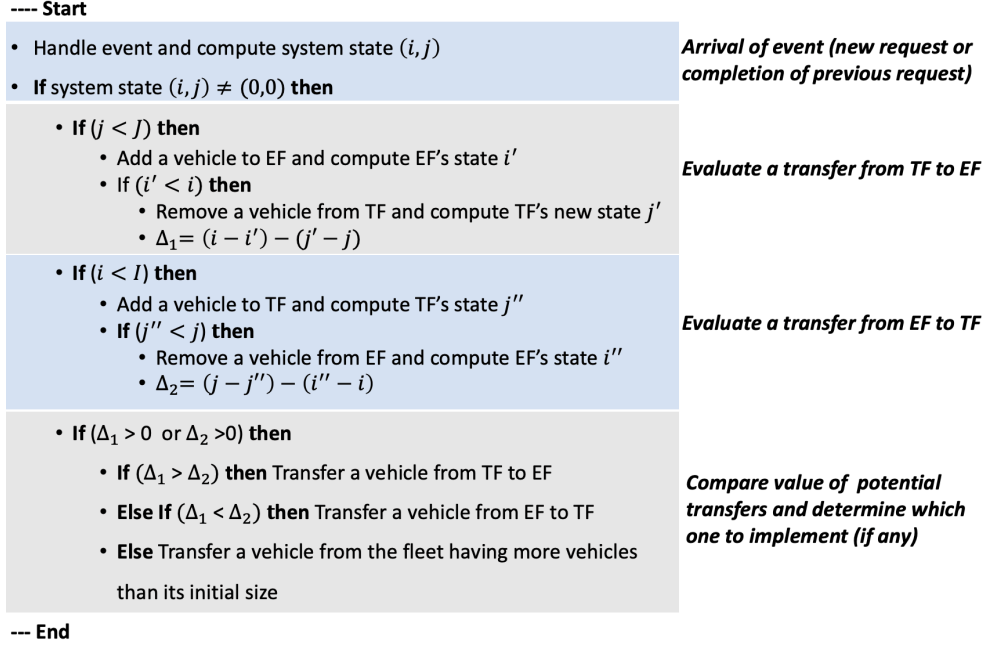 ---- Start
• Handle event and compute system state (i, j)
Arrival of event (new request or
completion of previous request)
• If system state (i, j) ≠ (0,0) then
• If (j < J) then
• Add a vehicle to EF and compute EF's state i′
Evaluate a transfer from TF to EF
• If (i′ < i) then
• Remove a vehicle from TF and compute TF's new state j′
• Δ₁= (i − i′) − (j′ − j)
• If (i < I) then
• Add a vehicle to TF and compute TF's state j′′
Evaluate a transfer from EF to TF
• If (j′′ < j) then
• Remove a vehicle from EF and compute EF's state i′′
• Δ₂= (j − j′′) − (i′′ − i)
• If (Δ₁ > 0 or Δ₂ >0) then
• If (Δ₁ > Δ₂) then Transfer a vehicle from TF to EF
Compare value of potential
transfers and determine which
one to implement (if any)
• Else If (Δ₁ < Δ₂) then Transfer a vehicle from EF to TF
• Else Transfer a vehicle from the fleet having more vehicles
than its initial size
--- End